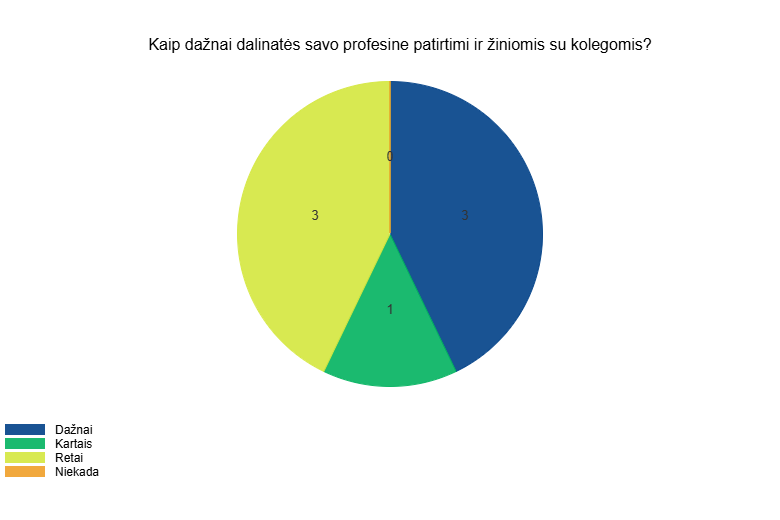 Kaip dažnai dalinatės savo profesine patirtimi ir žiniomis su kolegomis?
0
3
3
1
Dažnai
Kartais
Retai
Niekada